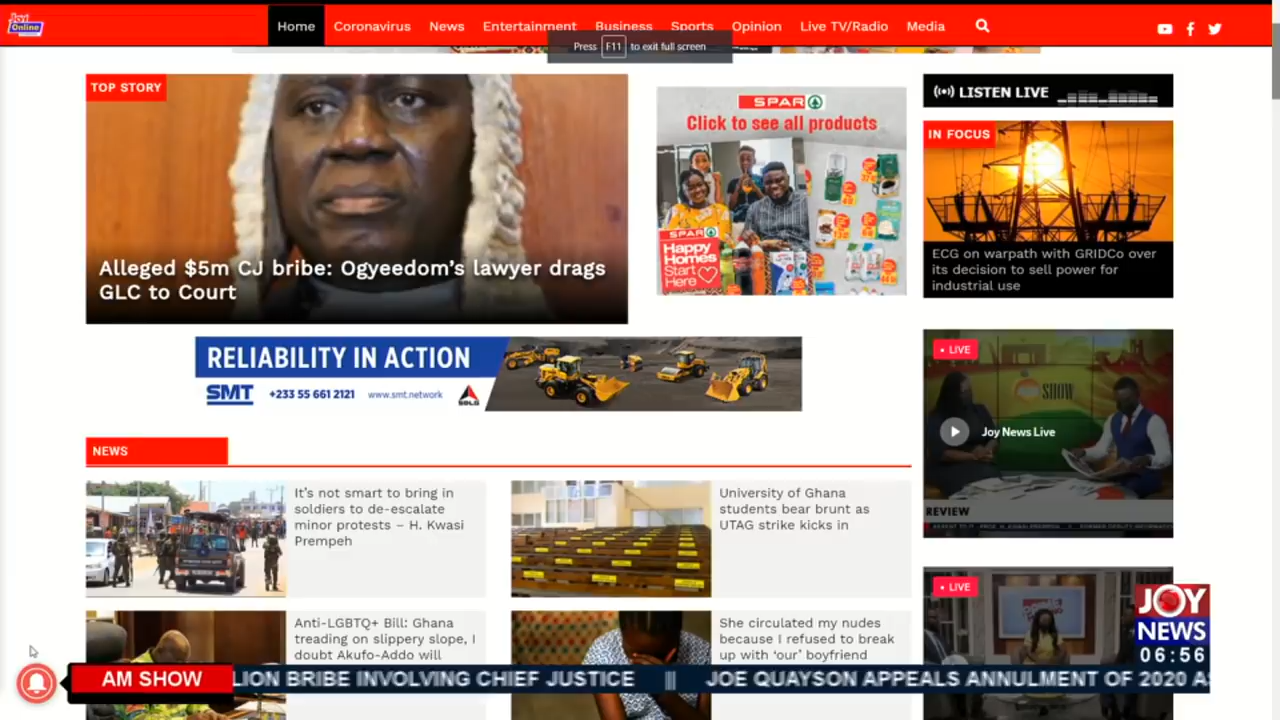 Joy
Online
Home
Coronavirus
News
Entertainment
Business
Sports
Opinion
Live TV/Radio
Media
Press F11 to exit full screen
TOP STORY
Alleged $5m CJ bribe: Ogyeedom's lawyer drags
GLC to Court
SPAR
Click to see all products
SPAR
Happy
Homes
Start
Here
LISTEN LIVE
IN FOCUS
ECG on warpath with GRIDCo over
its decision to sell power for
industrial use
RELIABILITY IN ACTION
SMT
+233 55 661 2121
www.smt.network
SDLG
• LIVE
SHOW
Joy News Live
REVIEW
NEWS
It's not smart to bring in
soldiers to de-escalate
minor protests – H. Kwasi
Prempeh
University of Ghana
students bear brunt as
UTAG strike kicks in
Anti-LGBTQ+ Bill: Ghana
treading on slippery slope, I
doubt Akufo-Addo will
She circulated my nudes
because I refused to break
up with 'our' boyfriend
• LIVE
JOY
NEWS
06:56
AM SHOW
LION BRIBE INVOLVING CHIEF JUSTICE || JOE QUAYSON APPEALS ANNULMENT OF 2020